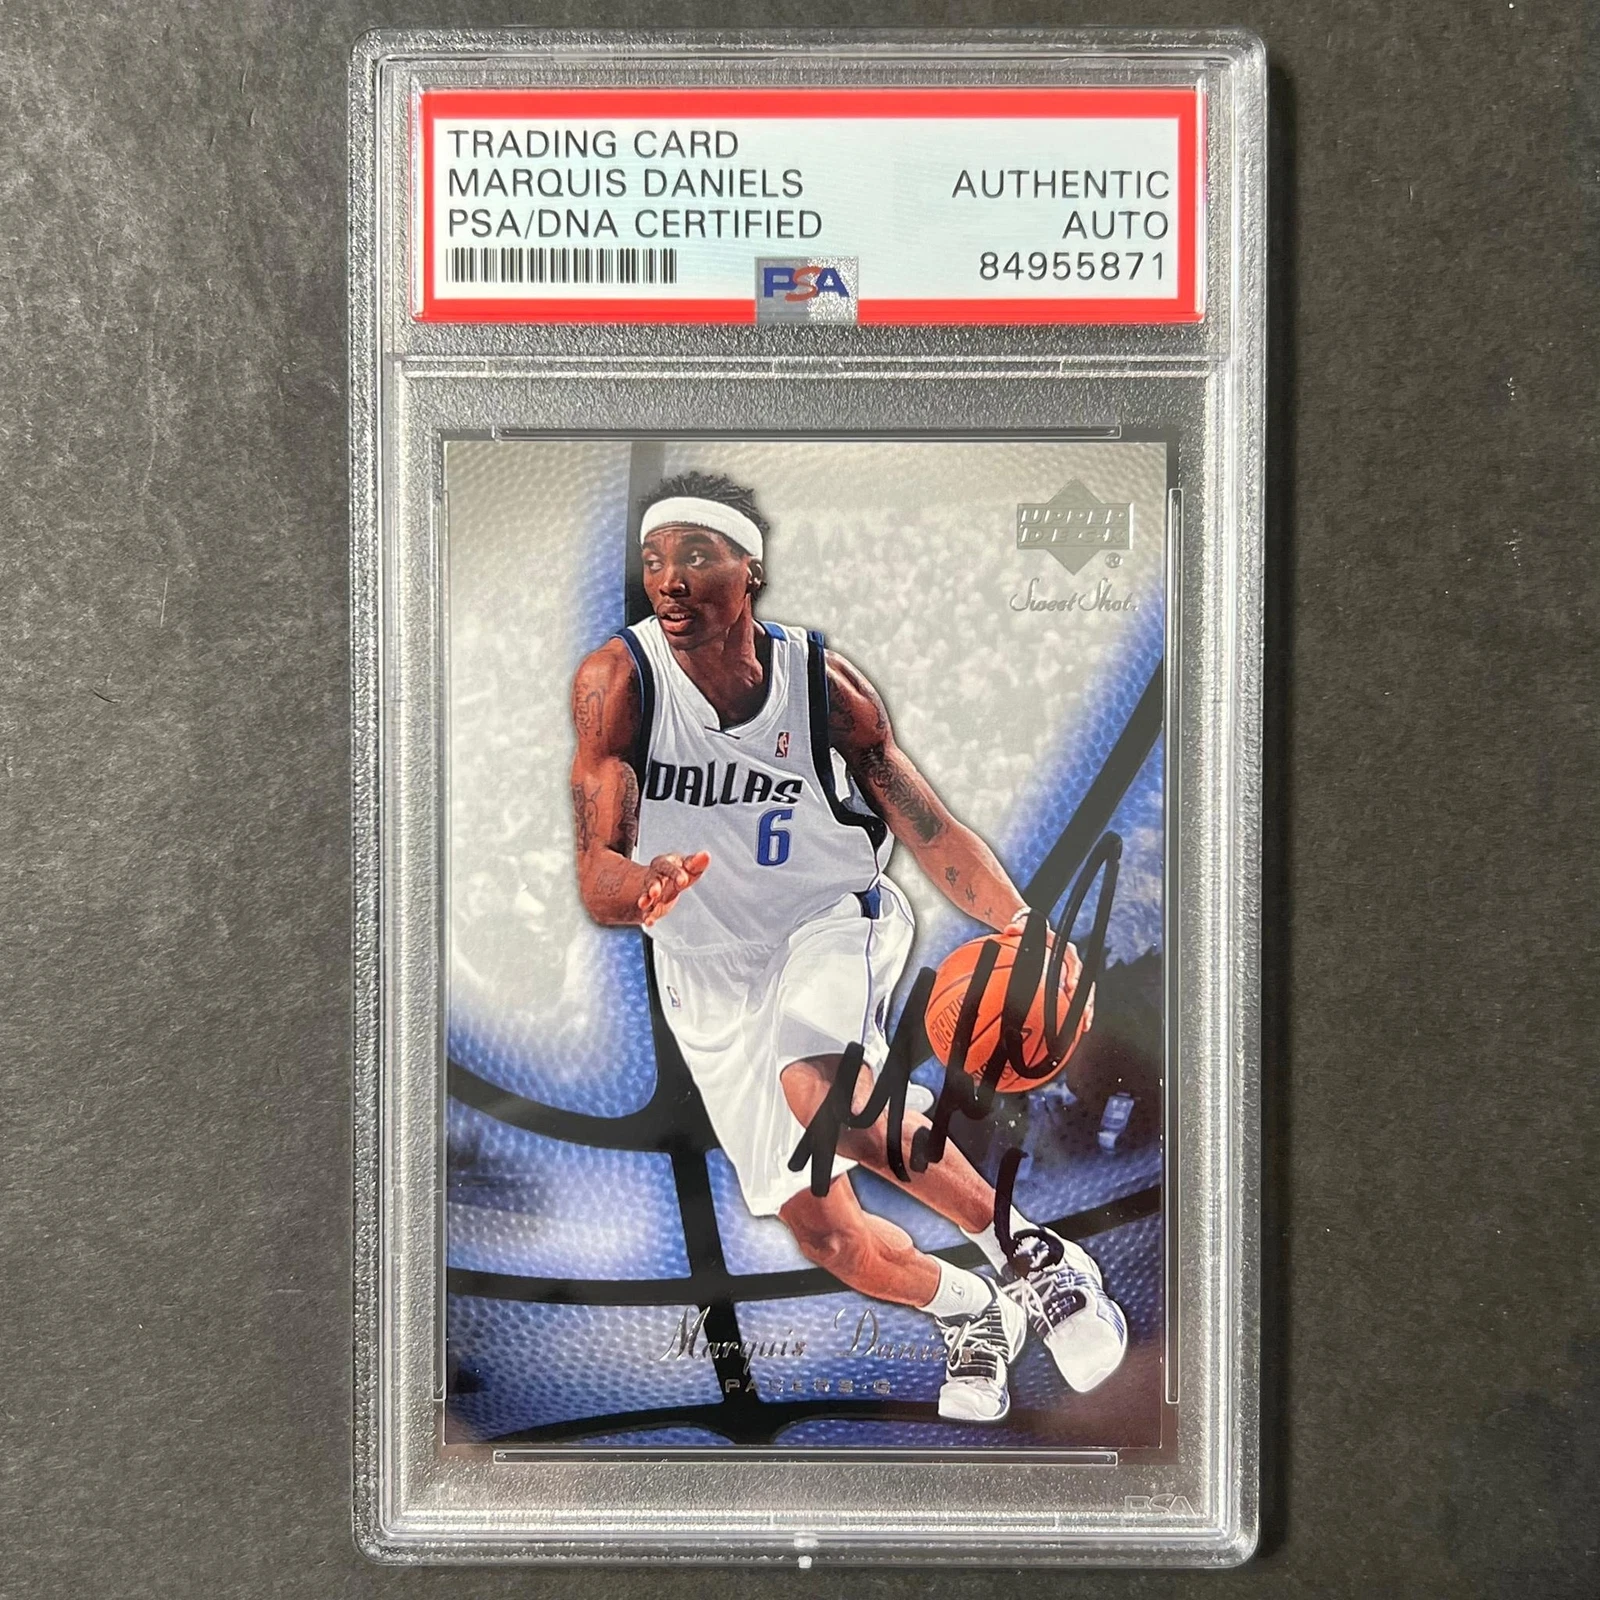 TRADING CARD
MARQUIS DANIELS
PSA/DNA CERTIFIED
AUTHENTIC
AUTO
84955871
PSA
UPPER
DECK
Sweet Shot.
DALLAS
6
Marquis Daniels
PACERS-G
PSA